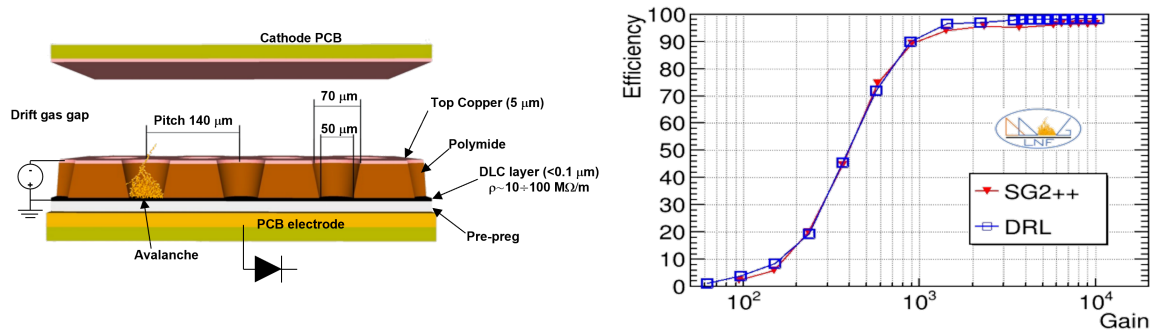 Cathode PCB
Drift gas gap
70 μm
Pitch 140 μm
50 μm
Top Copper (5 μm)
Polymide
DLC layer (<0.1 μm)
ρ~10÷100 MΩ/m
PCB electrode
Pre-preg
Avalanche
Efficiency
100
90
80
70
60
50
40
30
20
10
0
LNF
SG2++
DRL
10²
10³
10⁴
Gain